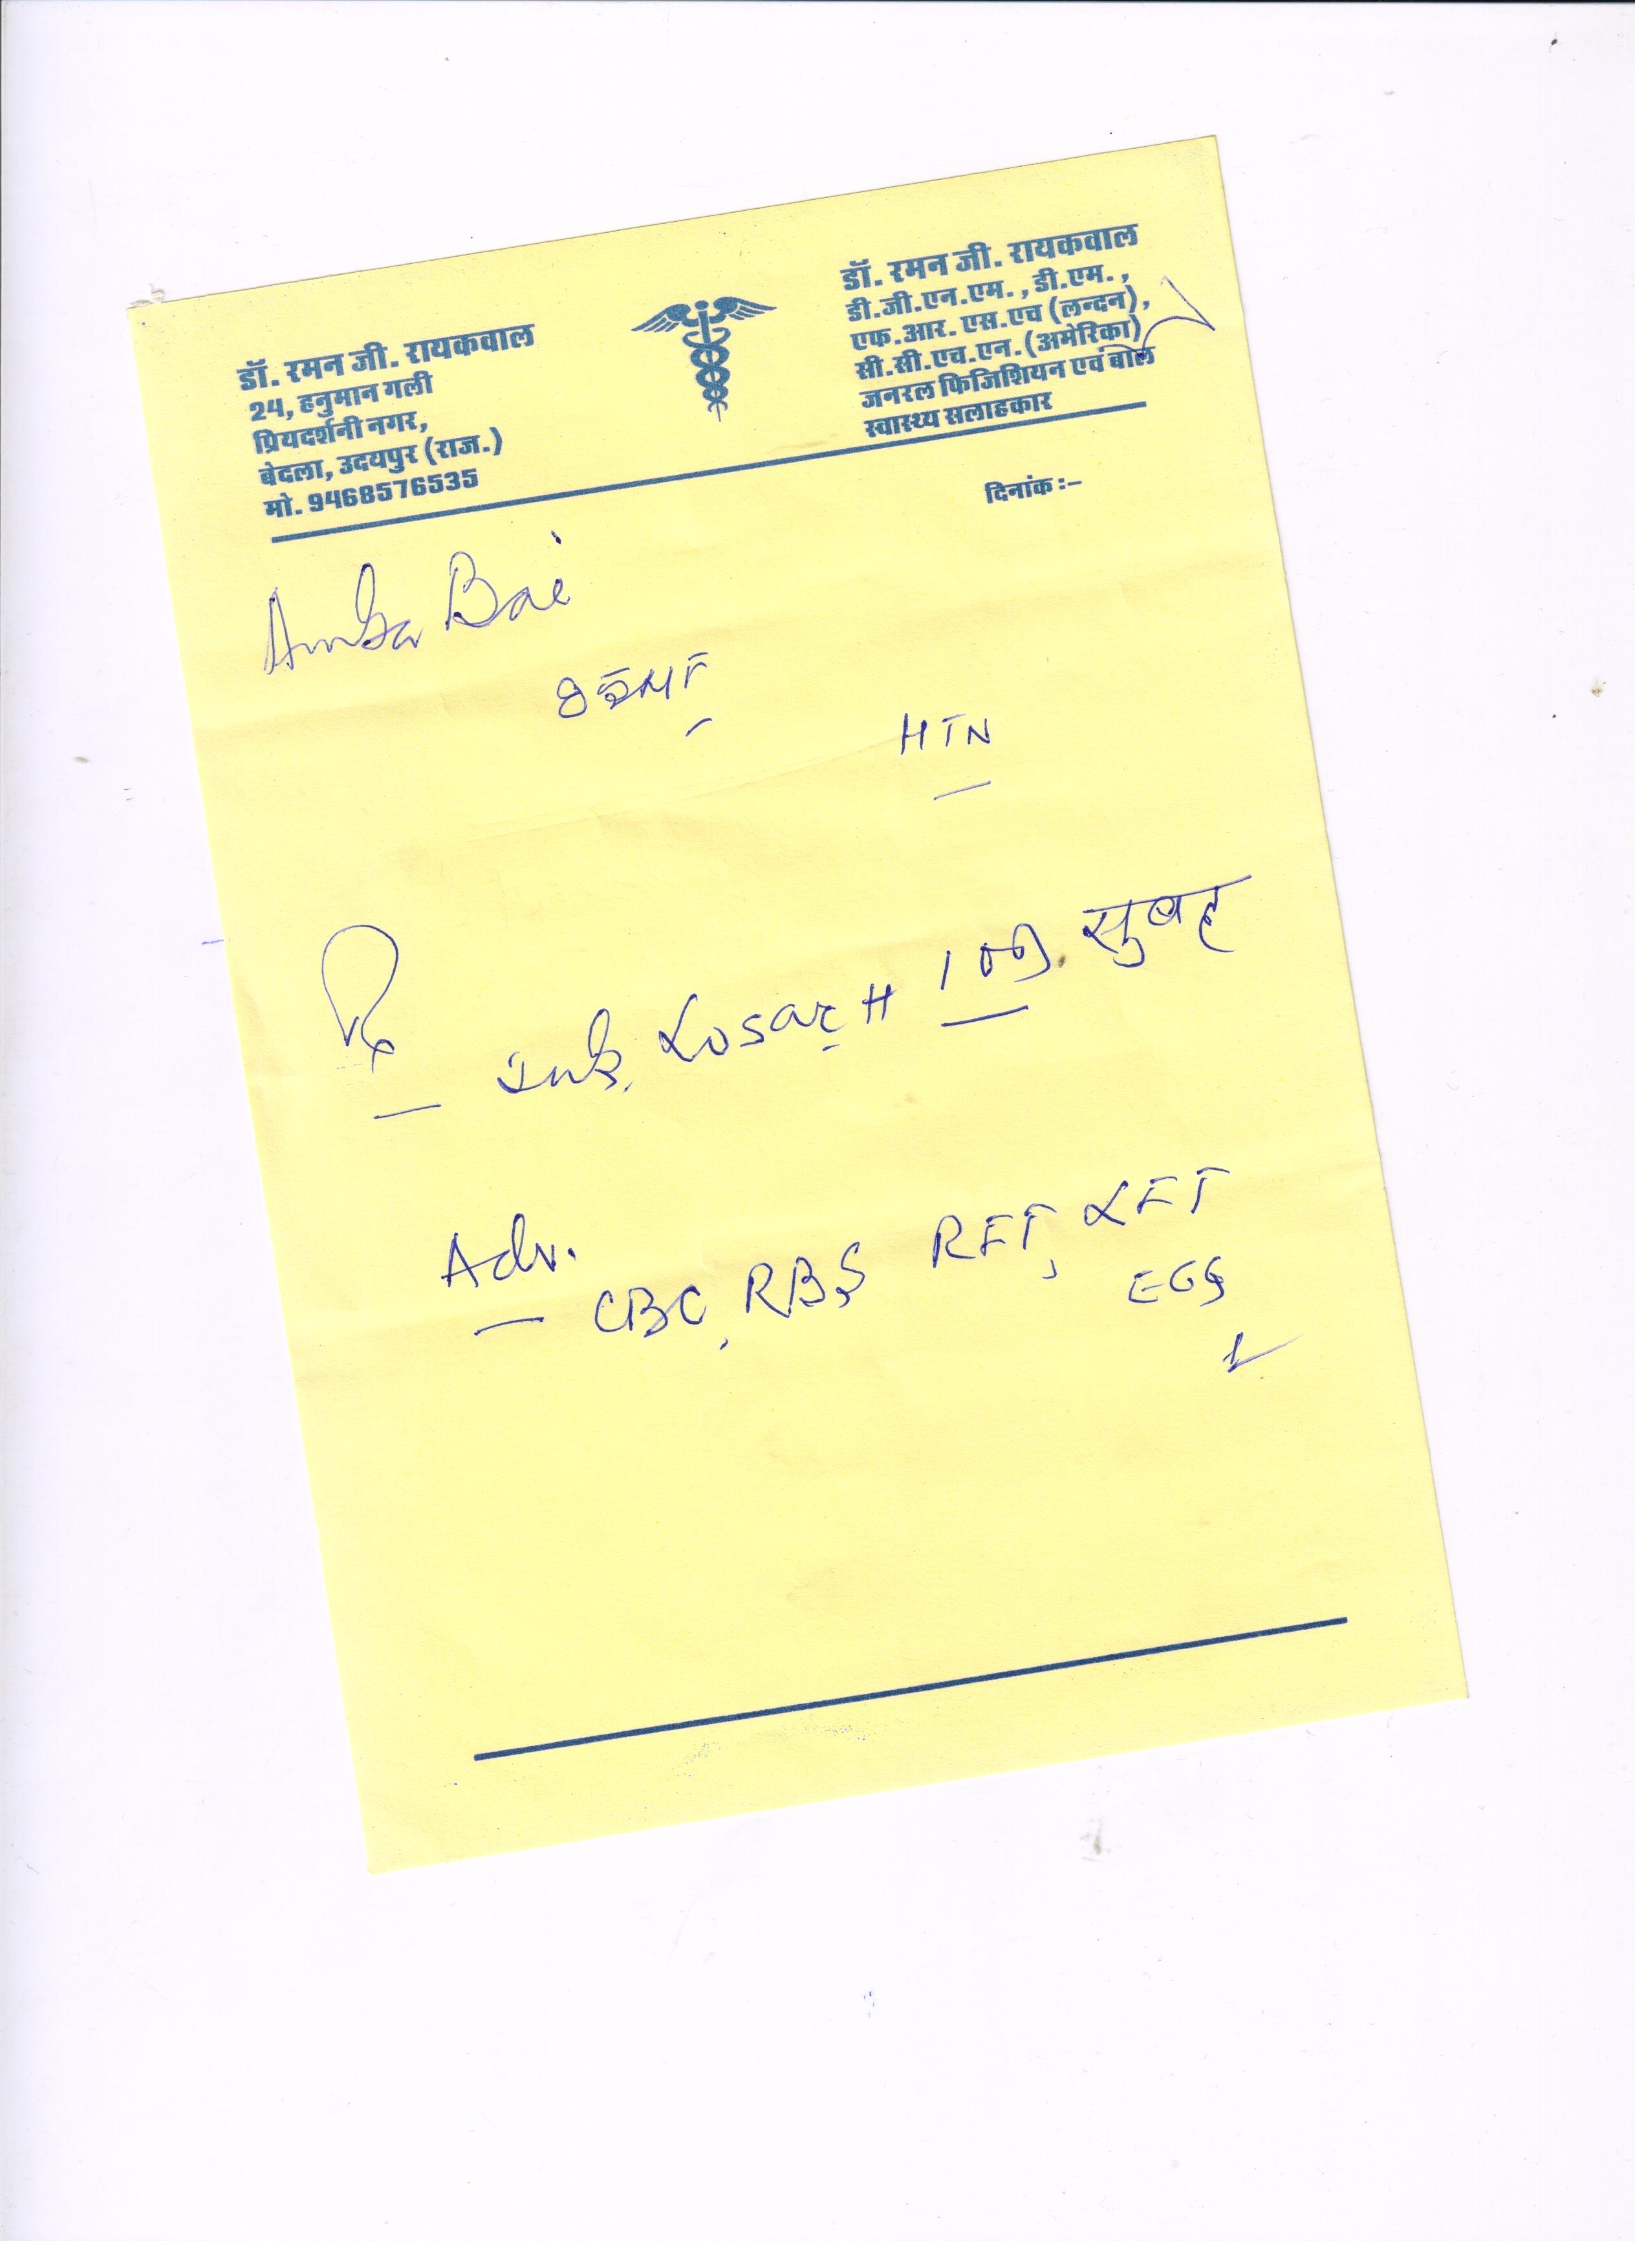 डॉ. रमन जी. रायकवाल
24, हनुमान गली
प्रियदर्शनी नगर,
बेदला, उदयपुर (राज.)
मो. 9468576535
डॉ. रमन जी. रायकवाल
डी.जी.एन.एम., डी.एम.,
एफ.आर. एस.एच (लन्दन),
सी.सी.एच.एन. (अमेरिका)
जनरल फिजिशियन एवं बाल
स्वास्थ्य सलाहकार
दिनांक :-
Amba Bai
HTN
Rx
Losar H सुबह
Adv.
CBC, RBS RFT, LFT